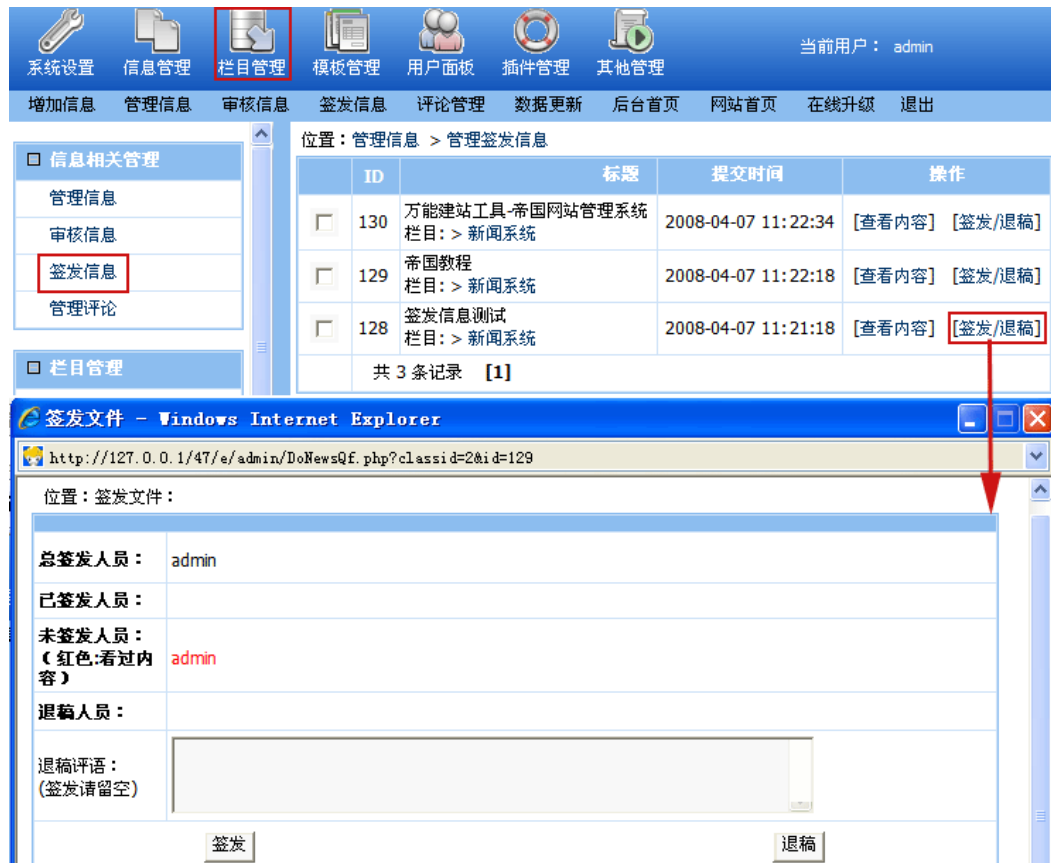 系统设置 信息管理 栏目管理 模板管理 用户面板 插件管理 其他管理 当前用户： admin
增加信息 管理信息 审核信息 签发信息 评论管理 数据更新 后台首页 网站首页 在线升级 退出
信息相关管理
管理信息
审核信息
签发信息
管理评论
栏目管理
位置：管理信息 > 管理签发信息
ID 标题 提交时间 操作
130 万能建站工具-帝国网站管理系统 2008-04-07 11:22:34 [查看内容] [签发/退稿]
栏目: > 新闻系统
129 帝国教程 2008-04-07 11:22:18 [查看内容] [签发/退稿]
栏目: > 新闻系统
128 签发信息测试 2008-04-07 11:21:18 [查看内容] [签发/退稿]
栏目: > 新闻系统
共 3 条记录 [1]
签发文件 - Windows Internet Explorer
http://127.0.0.1/47/e/admin/DoNewsQf.php?classid=2&id=129
位置：签发文件：
总签发人员： admin
已签发人员：
未签发人员：
（红色:看过内 admin
容）
退稿人员：
退稿评语：
(签发请留空)
签发 退稿